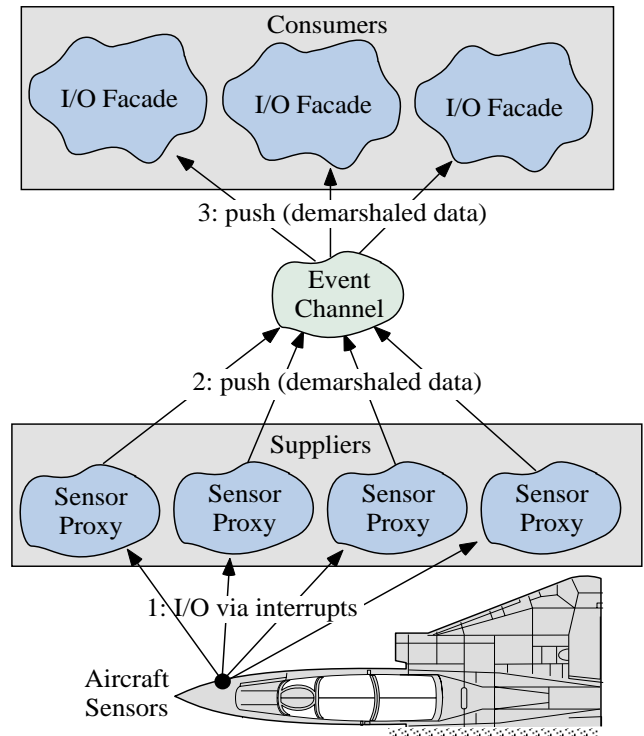 Consumers
I/O Facade
I/O Facade
I/O Facade
3: push (demarshaled data)
Event
Channel
2: push (demarshaled data)
Suppliers
Sensor
Proxy
Sensor
Proxy
Sensor
Proxy
Sensor
Proxy
1: I/O via interrupts
Aircraft
Sensors